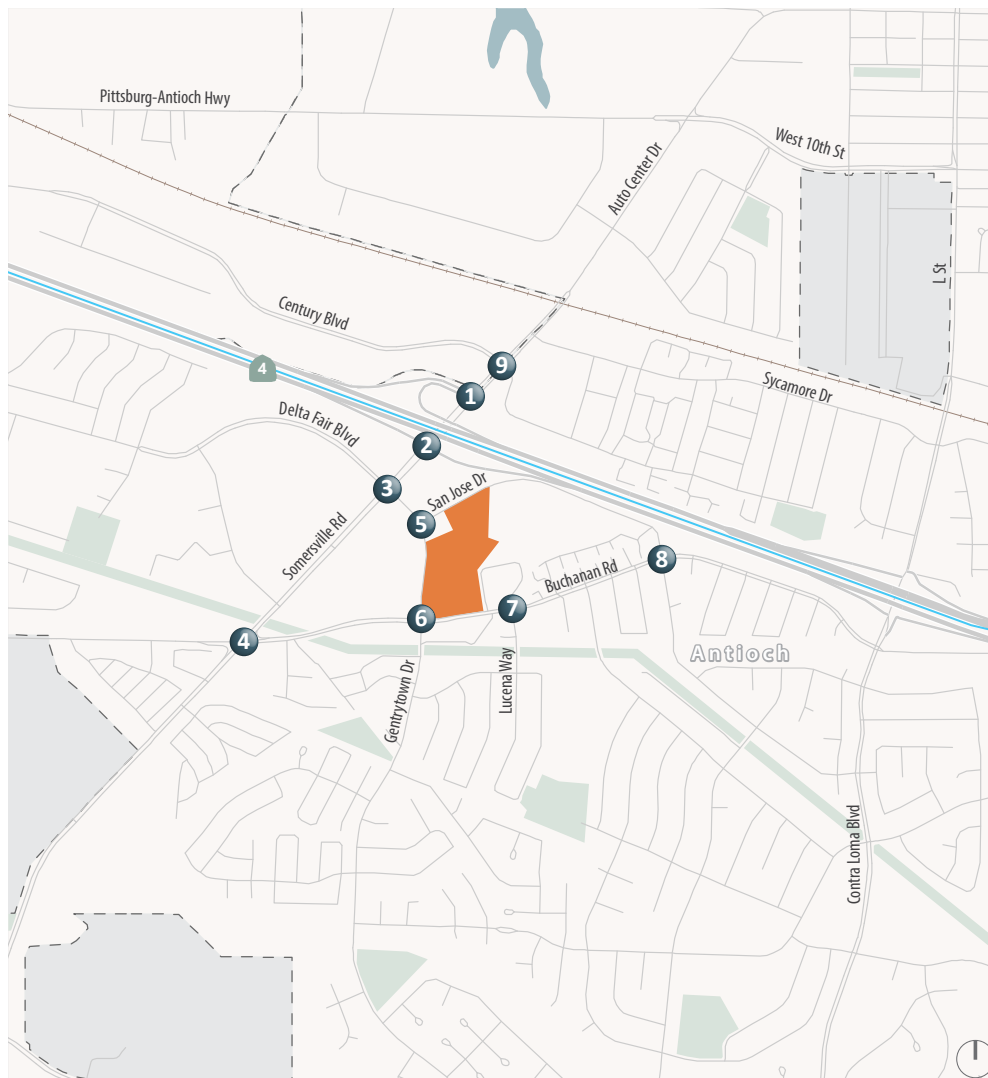 Pittsburg-Antioch Hwy
West 10th St
Auto Center Dr
L St
Century Blvd
9
4
1
Sycamore Dr
Delta Fair Blvd
2
3
San Jose Dr
5
Somersville Rd
8
Buchanan Rd
7
6
4
Antioch
Lucena Way
Gentrytown Dr
Contra Loma Blvd